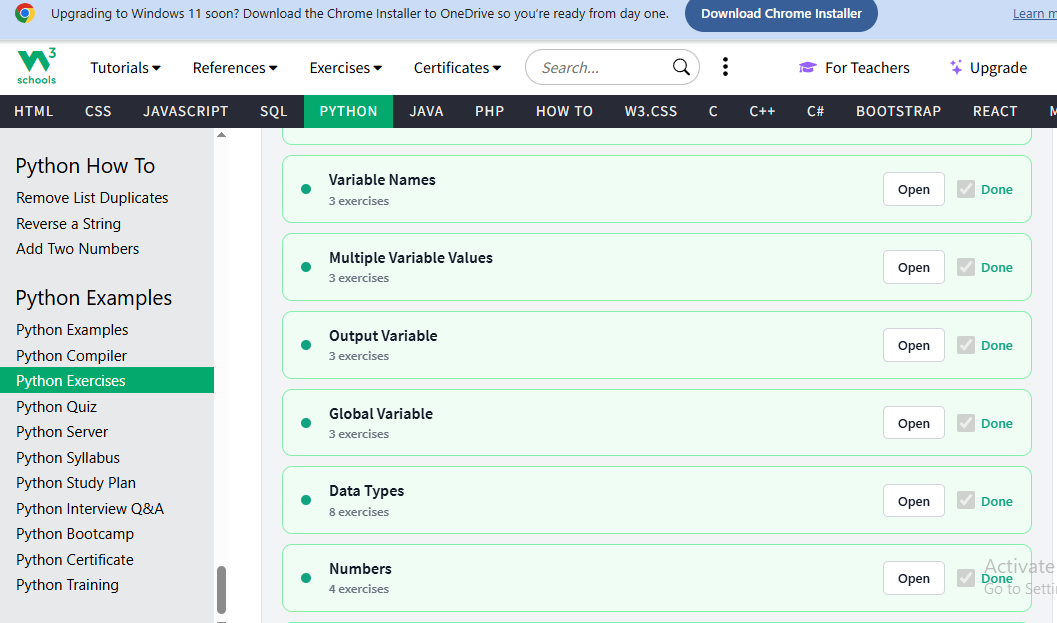 Upgrading to Windows 11 soon? Download the Chrome Installer to OneDrive so you're ready from day one. Download Chrome Installer Learn m
W3 schools Tutorials References Exercises Certificates Search... For Teachers Upgrade
HTML CSS JAVASCRIPT SQL PYTHON JAVA PHP HOW TO W3.CSS C C++ C# BOOTSTRAP REACT M
Python How To
Remove List Duplicates
Reverse a String
Add Two Numbers
Python Examples
Python Examples
Python Compiler
Python Exercises
Python Quiz
Python Server
Python Syllabus
Python Study Plan
Python Interview Q&A
Python Bootcamp
Python Certificate
Python Training
Variable Names
3 exercises
Open Done
Multiple Variable Values
3 exercises
Open Done
Output Variable
3 exercises
Open Done
Global Variable
3 exercises
Open Done
Data Types
8 exercises
Open Done
Numbers
4 exercises
Open Done
Activate
Go to Setti